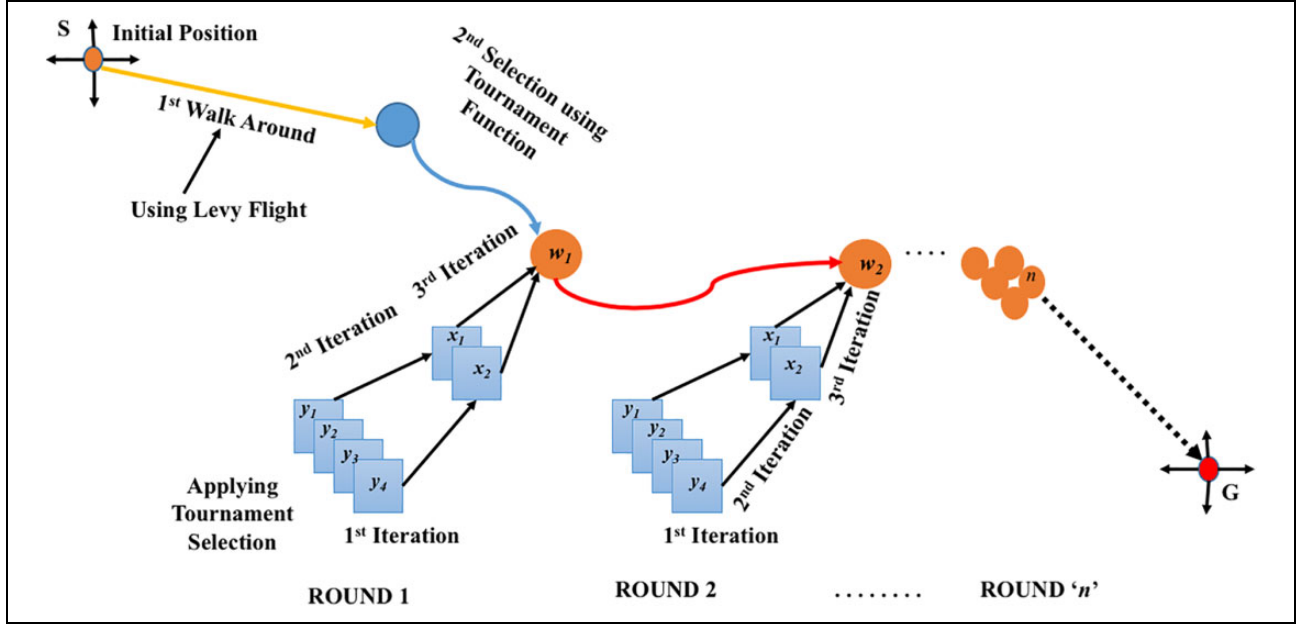 S
Initial Position
1st Walk Around
Using Levy Flight
2nd Selection using
Tournament
Function
w1
w2
. . . .
n
2nd Iteration
3rd Iteration
x1
x2
y1
y2
y3
y4
Applying
Tournament
Selection
1st Iteration
x1
x2
y1
y2
y3
y4
1st Iteration
2nd Iteration
3rd Iteration
G
ROUND 1
ROUND 2
. . . . . . . .
ROUND ‘n’